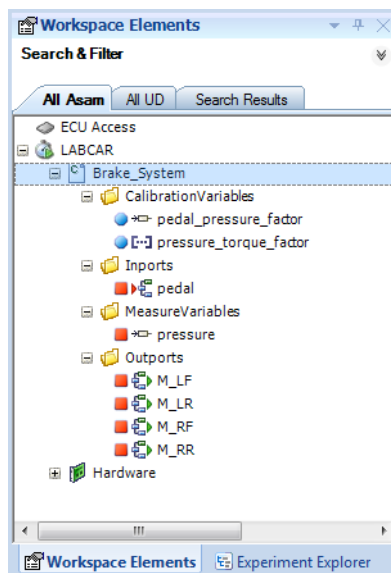 Workspace Elements
Search & Filter
All Asam All UD Search Results
ECU Access
LABCAR
Brake_System
CalibrationVariables
pedal_pressure_factor
pressure_torque_factor
Inports
pedal
MeasureVariables
pressure
Outports
M_LF
M_LR
M_RF
M_RR
Hardware
Workspace Elements Experiment Explorer